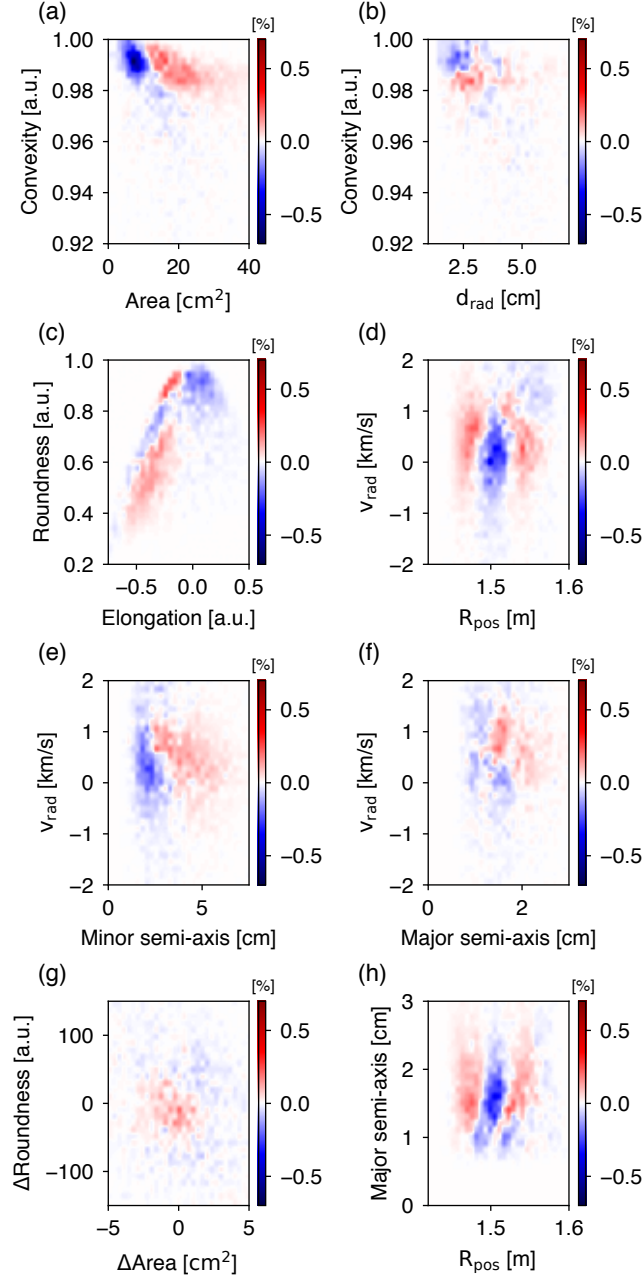 (a)
(b)
[%]
[%]
1.00
0.98
0.96
0.94
0.92
Convexity [a.u.]
0 20 40
Area [cm²]
0.5
0.0
−0.5
1.00
0.98
0.96
0.94
0.92
Convexity [a.u.]
2.5 5.0
d_rad [cm]
0.5
0.0
−0.5
(c)
(d)
[%]
[%]
1.0
0.8
0.6
0.4
0.2
Roundness [a.u.]
−0.5 0.0 0.5
Elongation [a.u.]
0.5
0.0
−0.5
2
1
0
−1
−2
v_rad [km/s]
1.5 1.6
R_pos [m]
0.5
0.0
−0.5
(e)
(f)
[%]
[%]
2
1
0
−1
−2
v_rad [km/s]
0 5
Minor semi-axis [cm]
0.5
0.0
−0.5
2
1
0
−1
−2
v_rad [km/s]
0 2
Major semi-axis [cm]
0.5
0.0
−0.5
(g)
(h)
[%]
[%]
100
0
−100
ΔRoundness [a.u.]
−5 0 5
ΔArea [cm²]
0.5
0.0
−0.5
3
2
1
0
Major semi-axis [cm]
1.5 1.6
R_pos [m]
0.5
0.0
−0.5